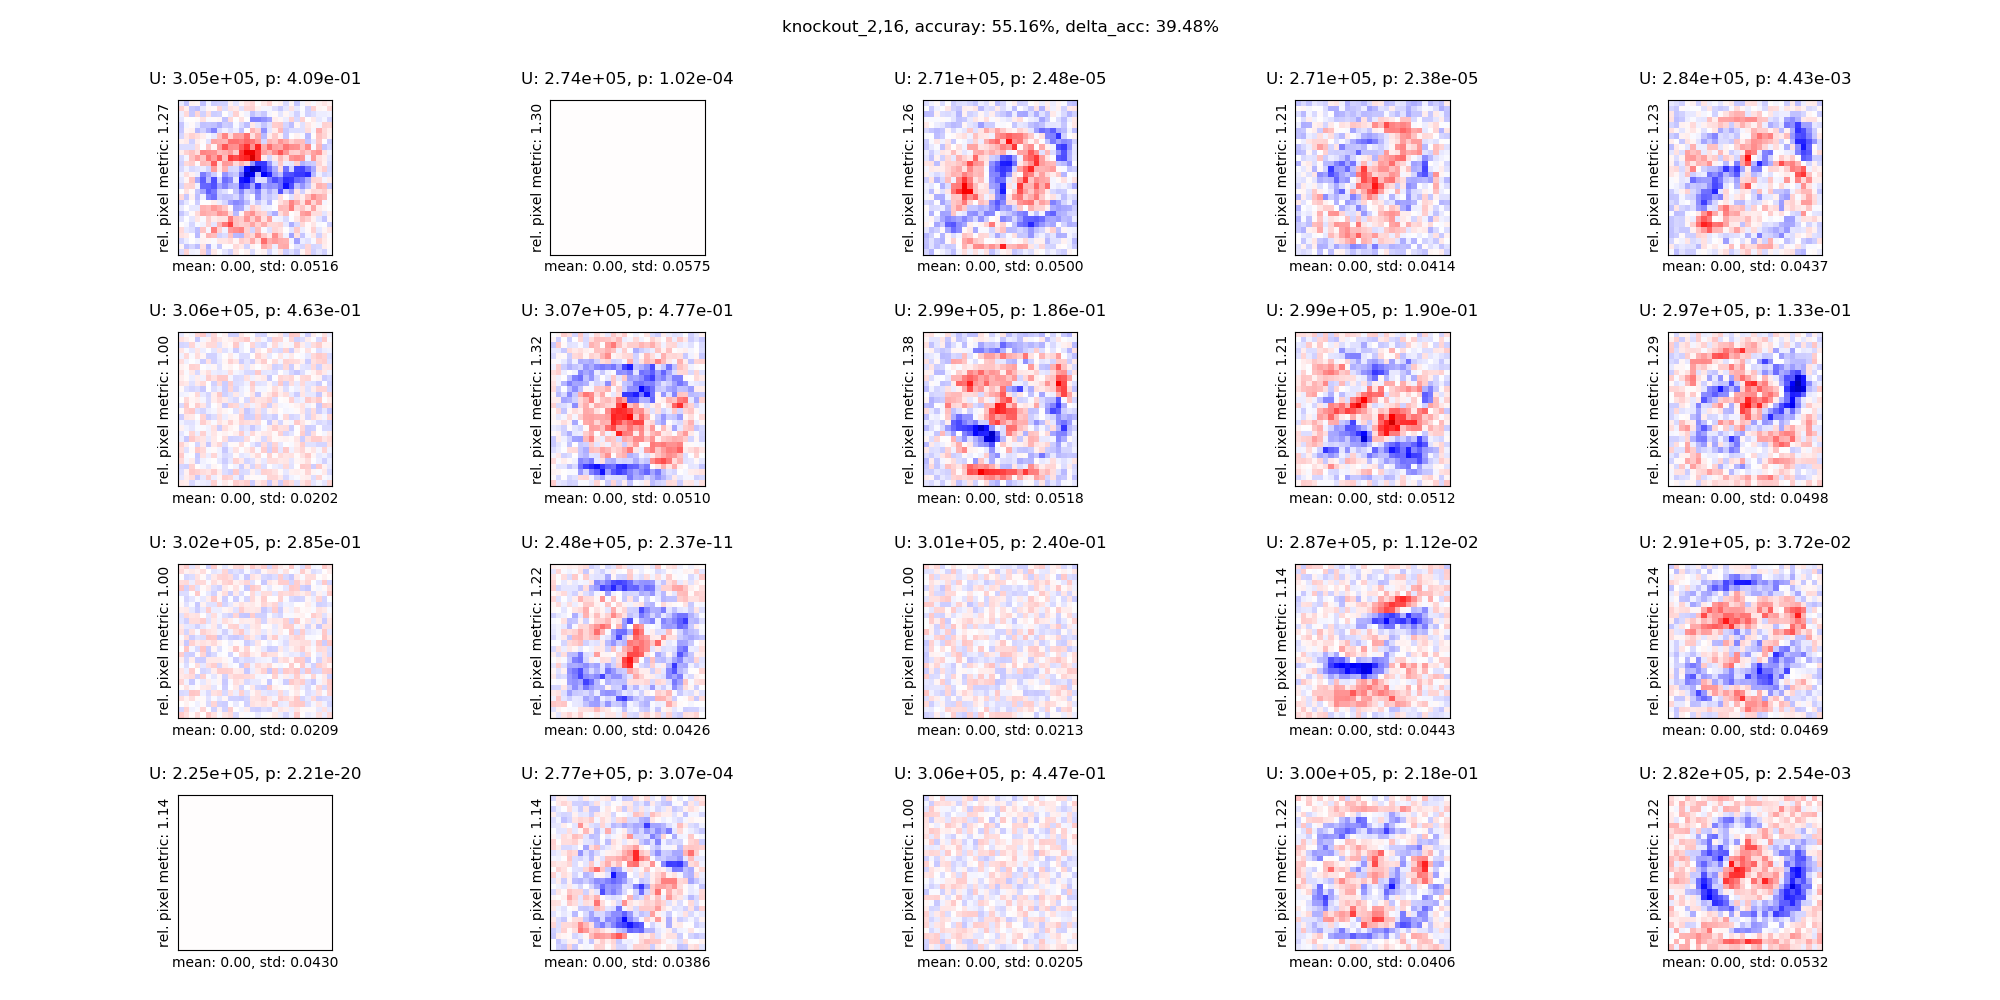 knockout_2,16, accuray: 55.16%, delta_acc: 39.48%
U: 3.05e+05, p: 4.09e-01
rel. pixel metric: 1.27
mean: 0.00, std: 0.0516
U: 2.74e+05, p: 1.02e-04
rel. pixel metric: 1.30
mean: 0.00, std: 0.0575
U: 2.71e+05, p: 2.48e-05
rel. pixel metric: 1.26
mean: 0.00, std: 0.0500
U: 2.71e+05, p: 2.38e-05
rel. pixel metric: 1.21
mean: 0.00, std: 0.0414
U: 2.84e+05, p: 4.43e-03
rel. pixel metric: 1.23
mean: 0.00, std: 0.0437
U: 3.06e+05, p: 4.63e-01
rel. pixel metric: 1.00
mean: 0.00, std: 0.0202
U: 3.07e+05, p: 4.77e-01
rel. pixel metric: 1.32
mean: 0.00, std: 0.0510
U: 2.99e+05, p: 1.86e-01
rel. pixel metric: 1.38
mean: 0.00, std: 0.0518
U: 2.99e+05, p: 1.90e-01
rel. pixel metric: 1.21
mean: 0.00, std: 0.0512
U: 2.97e+05, p: 1.33e-01
rel. pixel metric: 1.29
mean: 0.00, std: 0.0498
U: 3.02e+05, p: 2.85e-01
rel. pixel metric: 1.00
mean: 0.00, std: 0.0209
U: 2.48e+05, p: 2.37e-11
rel. pixel metric: 1.22
mean: 0.00, std: 0.0426
U: 3.01e+05, p: 2.40e-01
rel. pixel metric: 1.00
mean: 0.00, std: 0.0213
U: 2.87e+05, p: 1.12e-02
rel. pixel metric: 1.14
mean: 0.00, std: 0.0443
U: 2.91e+05, p: 3.72e-02
rel. pixel metric: 1.24
mean: 0.00, std: 0.0469
U: 2.25e+05, p: 2.21e-20
rel. pixel metric: 1.14
mean: 0.00, std: 0.0430
U: 2.77e+05, p: 3.07e-04
rel. pixel metric: 1.14
mean: 0.00, std: 0.0386
U: 3.06e+05, p: 4.47e-01
rel. pixel metric: 1.00
mean: 0.00, std: 0.0205
U: 3.00e+05, p: 2.18e-01
rel. pixel metric: 1.22
mean: 0.00, std: 0.0406
U: 2.82e+05, p: 2.54e-03
rel. pixel metric: 1.22
mean: 0.00, std: 0.0532